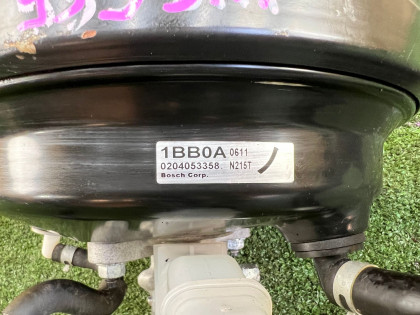 1BB0A 0611
0204053358 N215T
Bosch Corp.